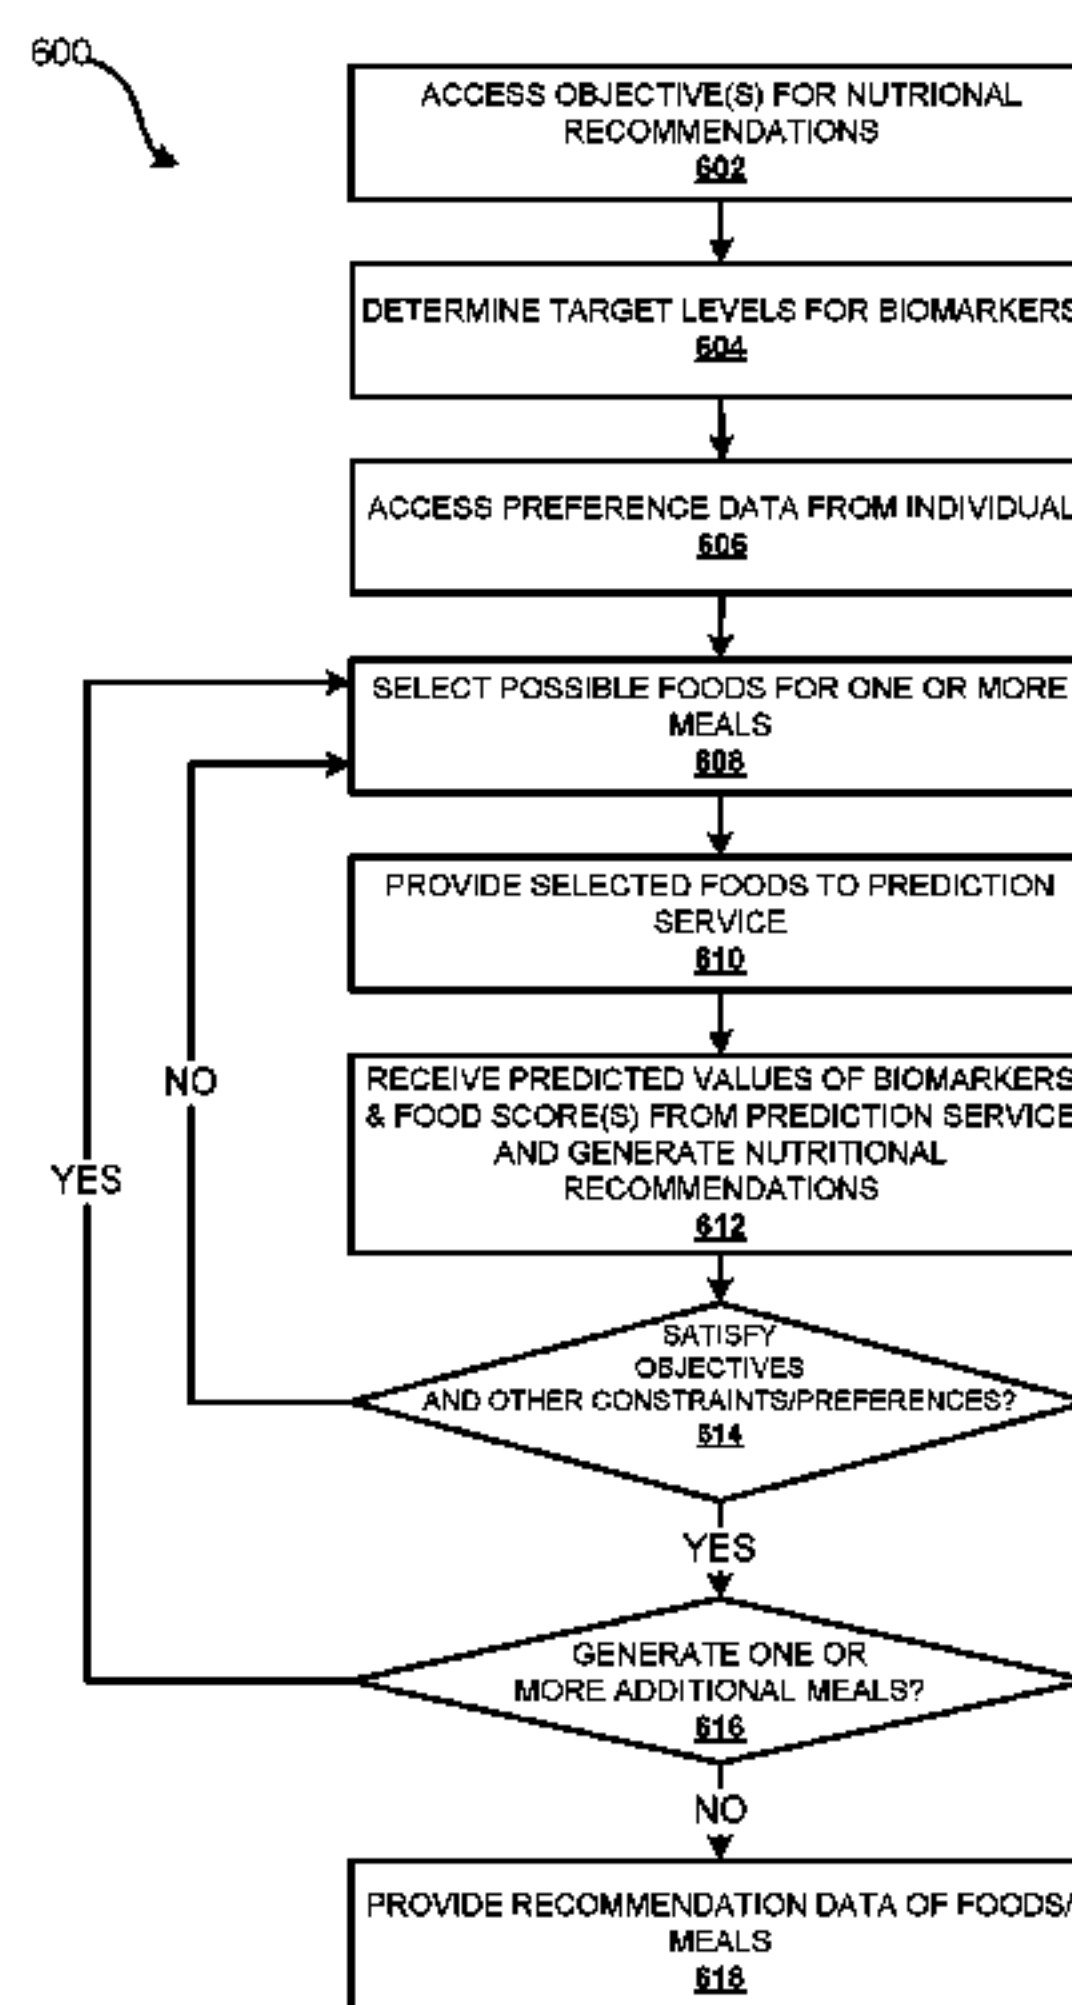 600
ACCESS OBJECTIVE(S) FOR NUTRIONAL
RECOMMENDATIONS
602
DETERMINE TARGET LEVELS FOR BIOMARKERS
604
ACCESS PREFERENCE DATA FROM INDIVIDUAL
606
SELECT POSSIBLE FOODS FOR ONE OR MORE
MEALS
608
PROVIDE SELECTED FOODS TO PREDICTION
SERVICE
610
NO
RECEIVE PREDICTED VALUES OF BIOMARKERS
& FOOD SCORE(S) FROM PREDICTION SERVICE
AND GENERATE NUTRITIONAL
RECOMMENDATIONS
612
YES
SATISFY
OBJECTIVES
AND OTHER CONSTRAINTS/PREFERENCES?
614
YES
GENERATE ONE OR
MORE ADDITIONAL MEALS?
616
NO
PROVIDE RECOMMENDATION DATA OF FOODS/
MEALS
618